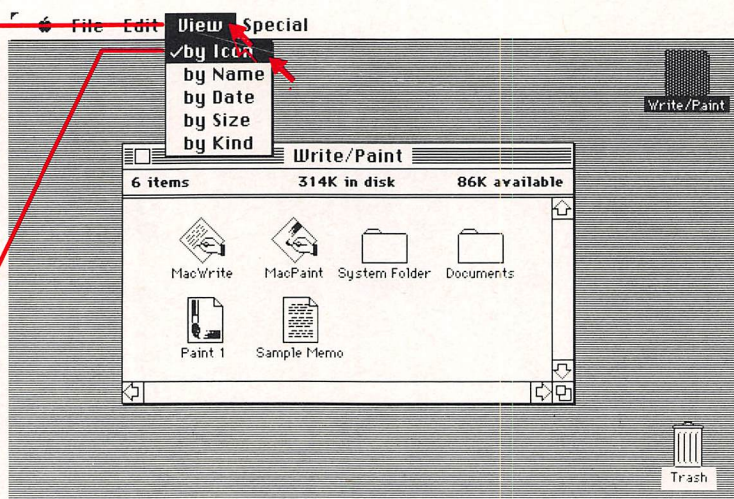 File Edit View Special
by Icon
by Name
by Date
by Size
by Kind
Write/Paint
Write/Paint
6 items 314K in disk 86K available
MacWrite MacPaint System Folder Documents
Paint 1 Sample Memo
Trash